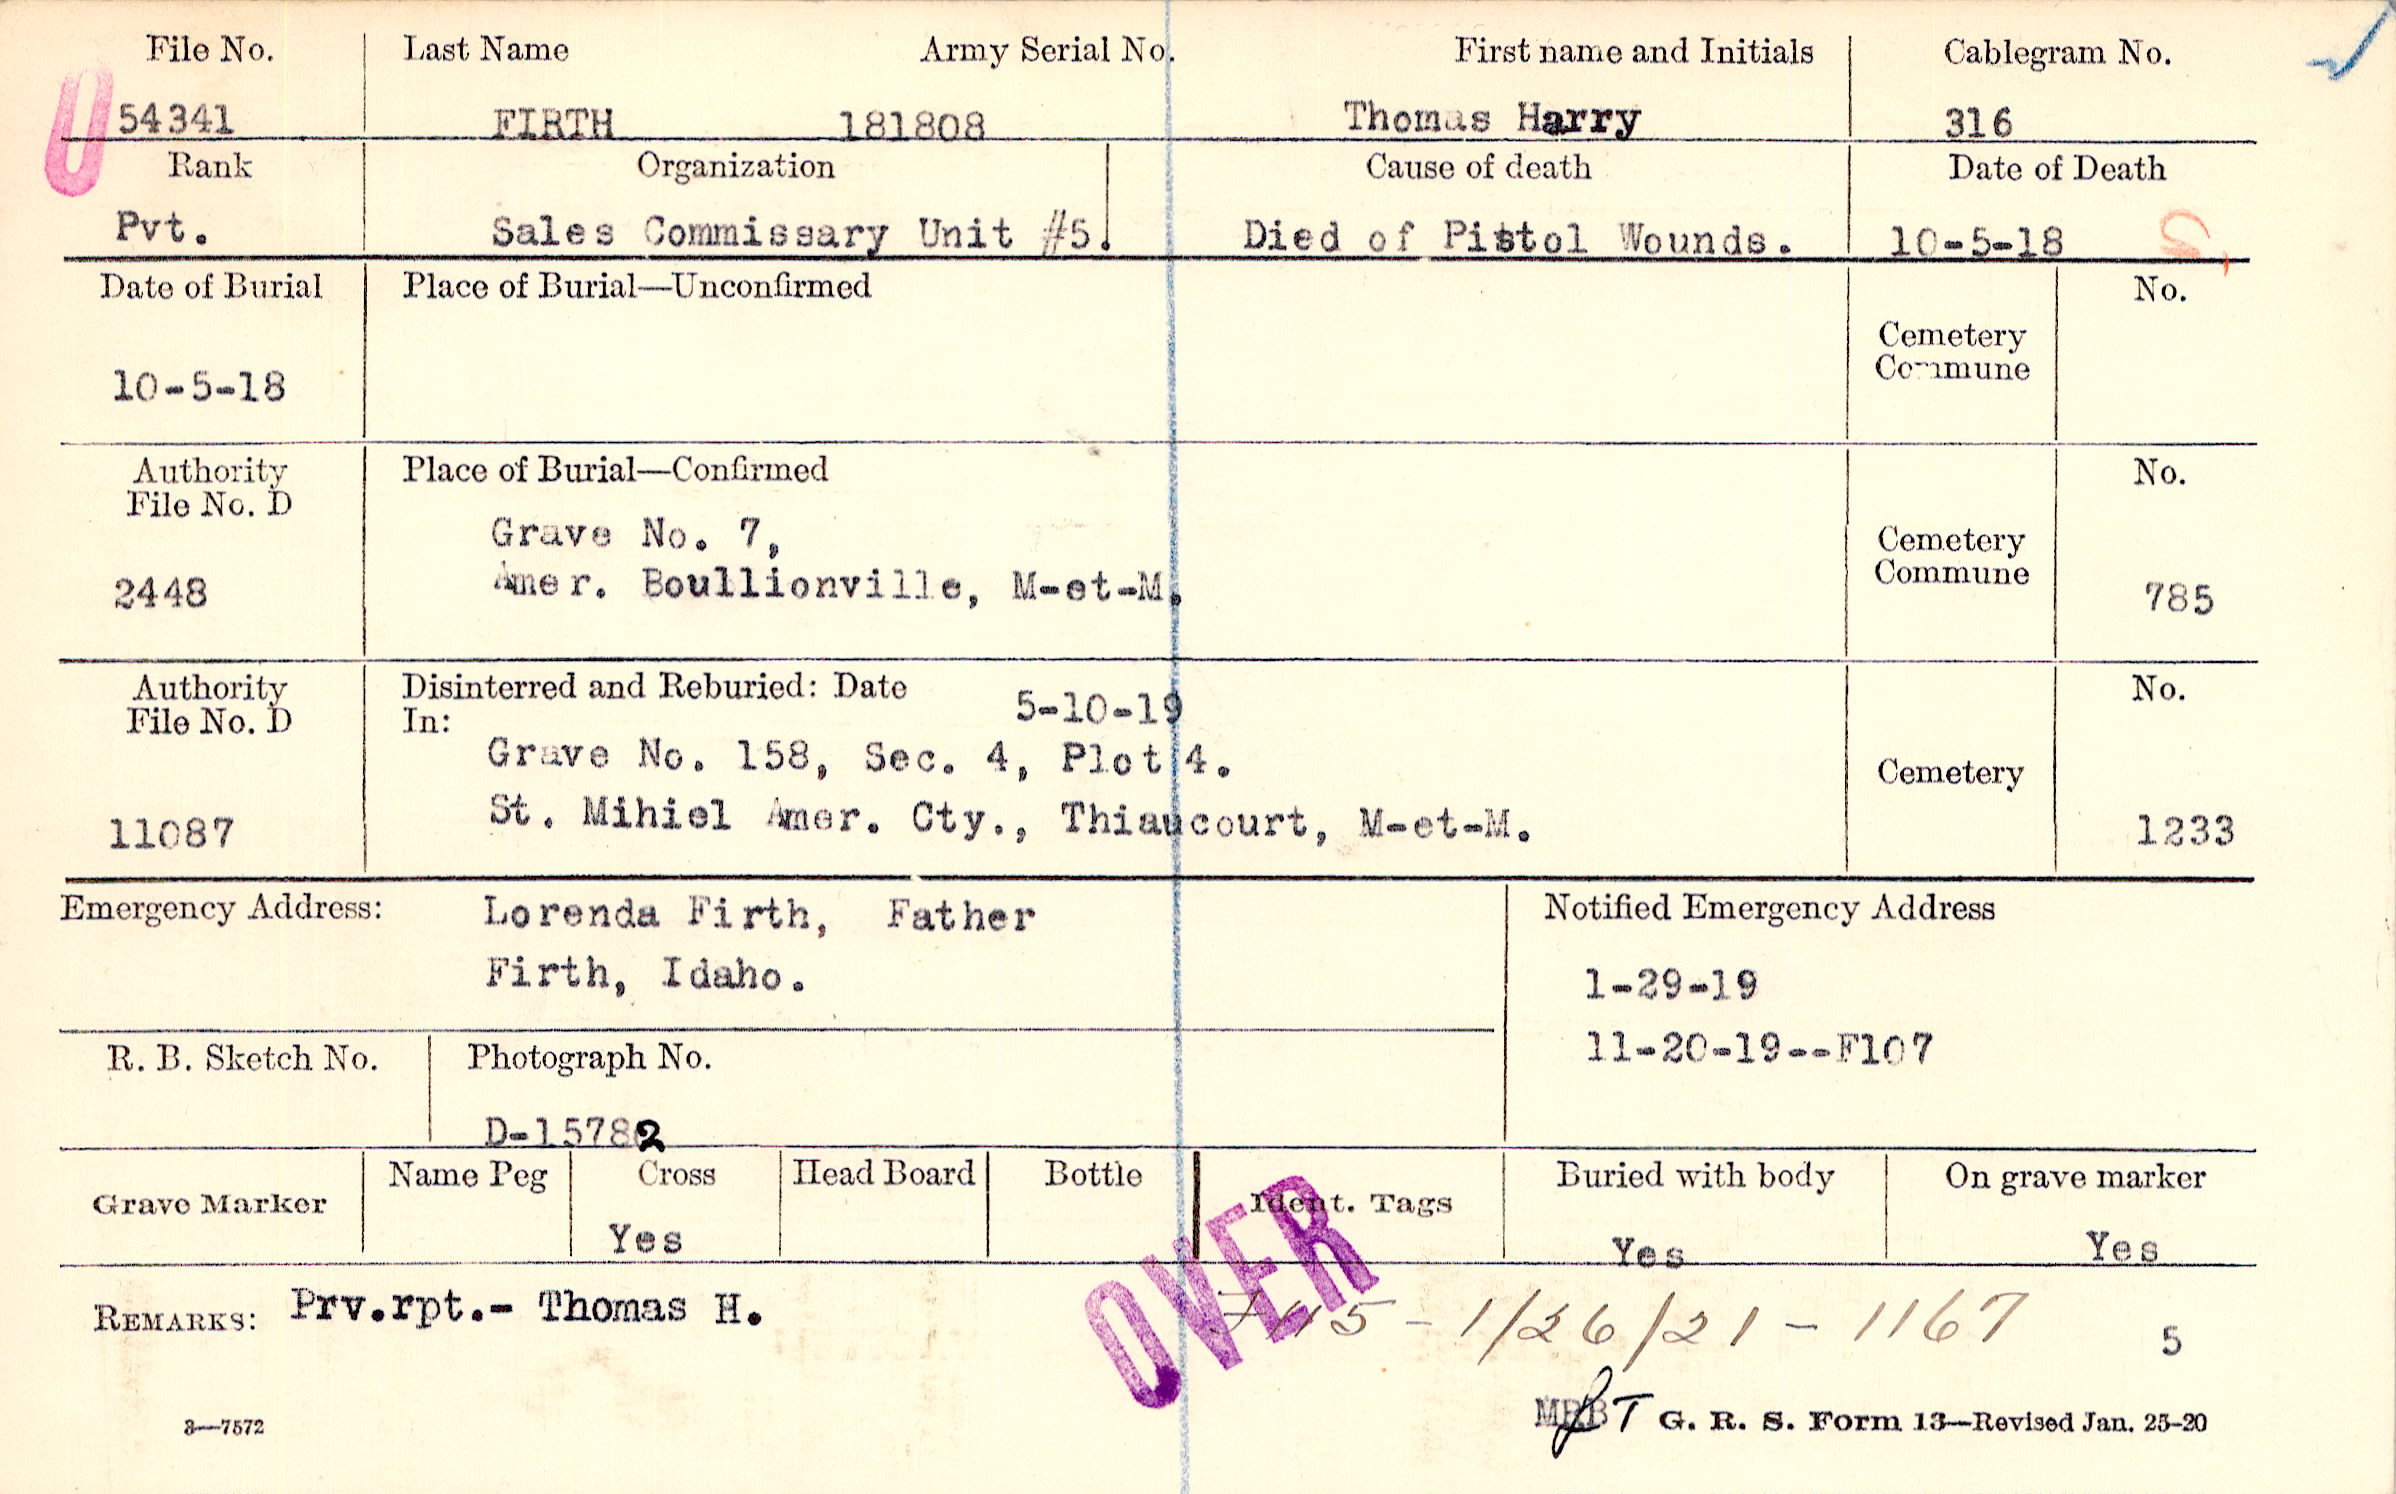 File No. Last Name Army Serial No. First name and Initials Cablegram No.
U 54341 FIRTH 181808 Thomas Harry 316
Rank Organization Cause of death Date of Death
Pvt. Sales Commissary Unit #5. Died of Pistol Wounds. 10-5-18
Date of Burial Place of Burial—Unconfirmed No.
Cemetery
Commune
10-5-18
Authority Place of Burial—Confirmed No.
File No. D
Grave No. 7,
Cemetery
Commune
2448 Amer. Boullionville, M-et-M. 785
Authority Disinterred and Reburied: Date 5-10-19 No.
File No. D In:
Grave No. 158, Sec. 4, Plot 4.
Cemetery
11087 St. Mihiel Amer. Cty., Thiaucourt, M-et-M. 1233
Emergency Address: Lorenda Firth, Father Notified Emergency Address
Firth, Idaho. 1-29-19
11-20-19--F107
R. B. Sketch No. Photograph No.
D-15782
Grave Marker Name Peg Cross Head Board Bottle Ident. Tags Buried with body On grave marker
Yes Yes Yes
OVER
REMARKS: Prv.rpt.- Thomas H. - 1/26/21 - 1167 5
3—7572 G. R. S. Form 13—Revised Jan. 25-20